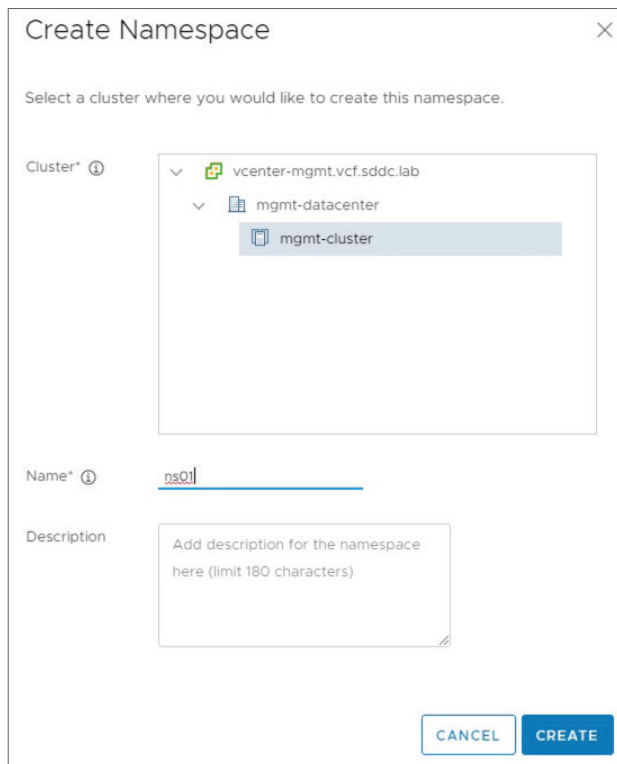 Create Namespace
Select a cluster where you would like to create this namespace.
Cluster*
vcenter-mgmt.vcf.sddc.lab
mgmt-datacenter
mgmt-cluster
Name*
ns01
Description
Add description for the namespace
here (limit 180 characters)
CANCEL
CREATE